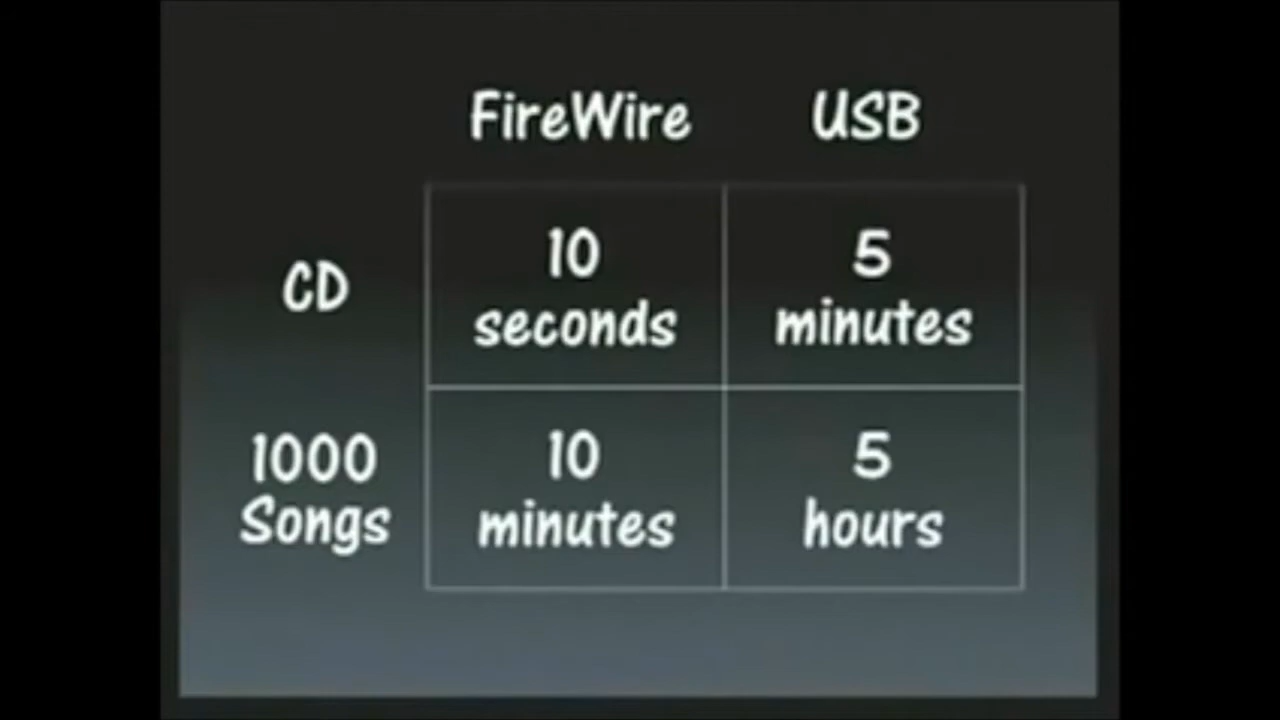 FireWire USB
CD
10
seconds
5
minutes
1000
Songs
10
minutes
5
hours